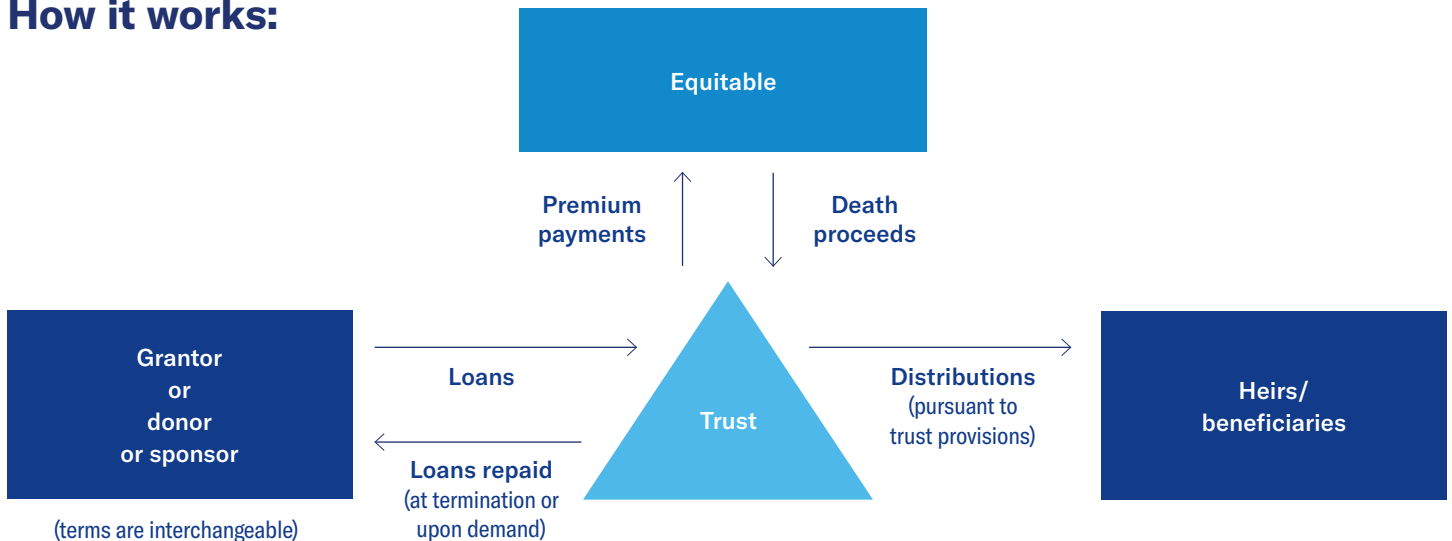 How it works:
Equitable
Premium
payments
Death
proceeds
Grantor
or
donor
or sponsor
(terms are interchangeable)
Loans
Loans repaid
(at termination or
upon demand)
Trust
Distributions
(pursuant to
trust provisions)
Heirs/
beneficiaries